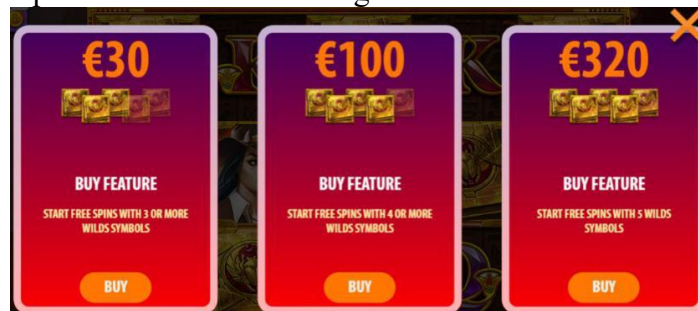 €30
BUY FEATURE
START FREE SPINS WITH 3 OR MORE
WILDS SYMBOLS
BUY
€100
BUY FEATURE
START FREE SPINS WITH 4 OR MORE
WILDS SYMBOLS
BUY
€320
BUY FEATURE
START FREE SPINS WITH 5 WILDS
SYMBOLS
BUY